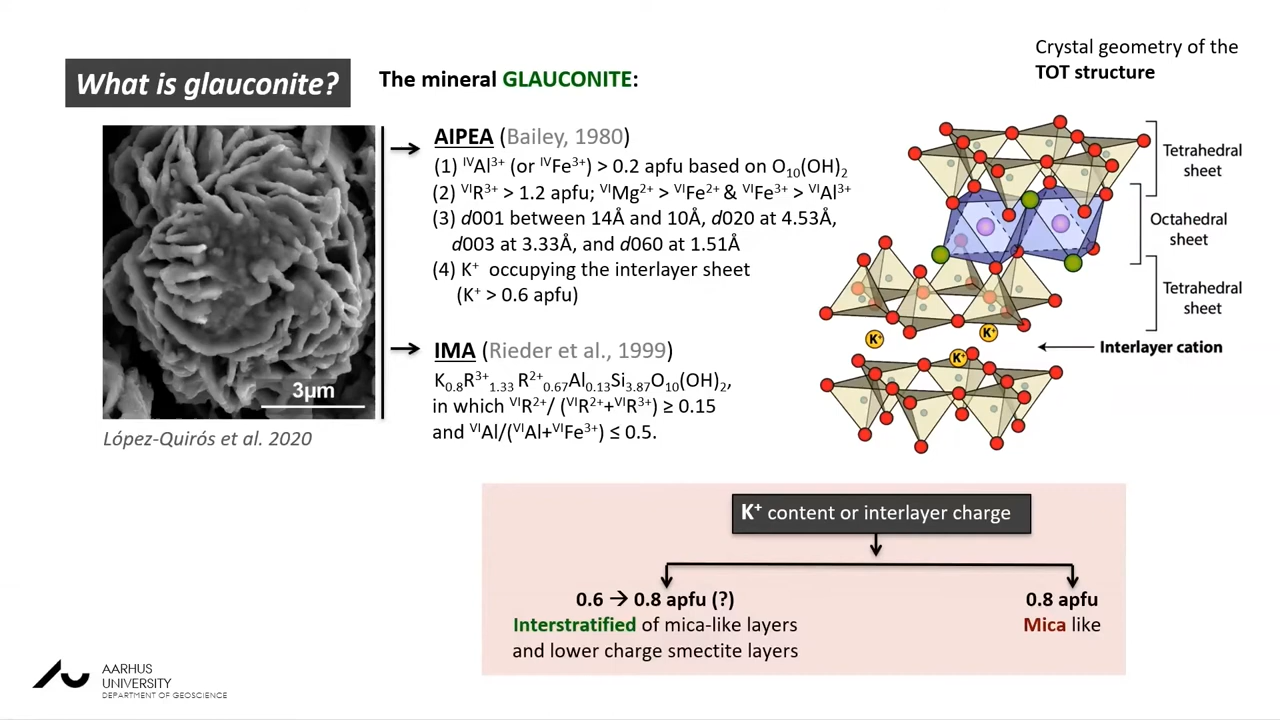 What is glauconite?
The mineral GLAUCONITE:
Crystal geometry of the
TOT structure
AIPEA (Bailey, 1980)
(1) ᴵⱽAl³⁺ (or ᴵⱽFe³⁺) > 0.2 apfu based on O₁₀(OH)₂
(2) ⱽᴵR³⁺ > 1.2 apfu; ⱽᴵMg²⁺ > ⱽᴵFe²⁺ & ⱽᴵFe³⁺ > ⱽᴵAl³⁺
(3) d001 between 14Å and 10Å, d020 at 4.53Å,
d003 at 3.33Å, and d060 at 1.51Å
(4) K⁺ occupying the interlayer sheet
(K⁺ > 0.6 apfu)
IMA (Rieder et al., 1999)
K₀.₈R³⁺₁.₃₃ R²⁺₀.₆₇Al₀.₁₃Si₃.₈₇O₁₀(OH)₂,
in which ⱽᴵR²⁺/ (ⱽᴵR²⁺+ⱽᴵR³⁺) ≥ 0.15
and ⱽᴵAl/(ⱽᴵAl+ⱽᴵFe³⁺) ≤ 0.5.
3µm
López-Quirós et al. 2020
Tetrahedral
sheet
Octahedral
sheet
Tetrahedral
sheet
K⁺
K⁺
K⁺
Interlayer cation
K⁺ content or interlayer charge
0.6 → 0.8 apfu (?)
Interstratified of mica-like layers
and lower charge smectite layers
0.8 apfu
Mica like
AARHUS
UNIVERSITY
DEPARTMENT OF GEOSCIENCE